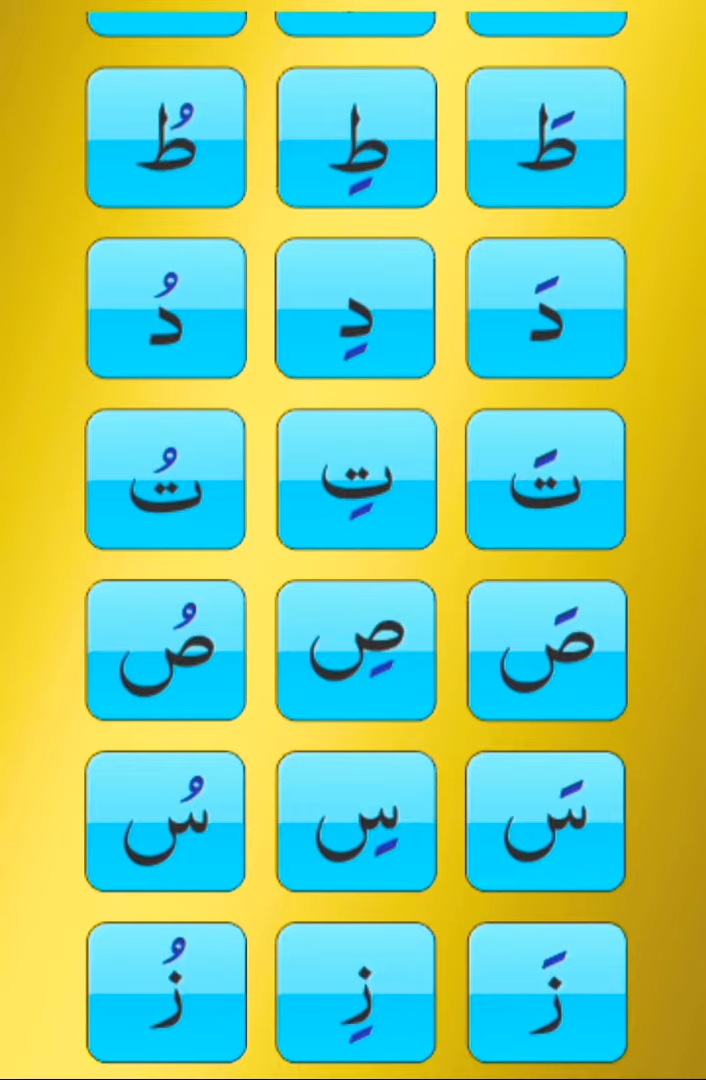 طَ طِ طُ
دَ دِ دُ
تَ تِ تُ
صَ صِ صُ
سَ سِ سُ
زَ زِ زُ